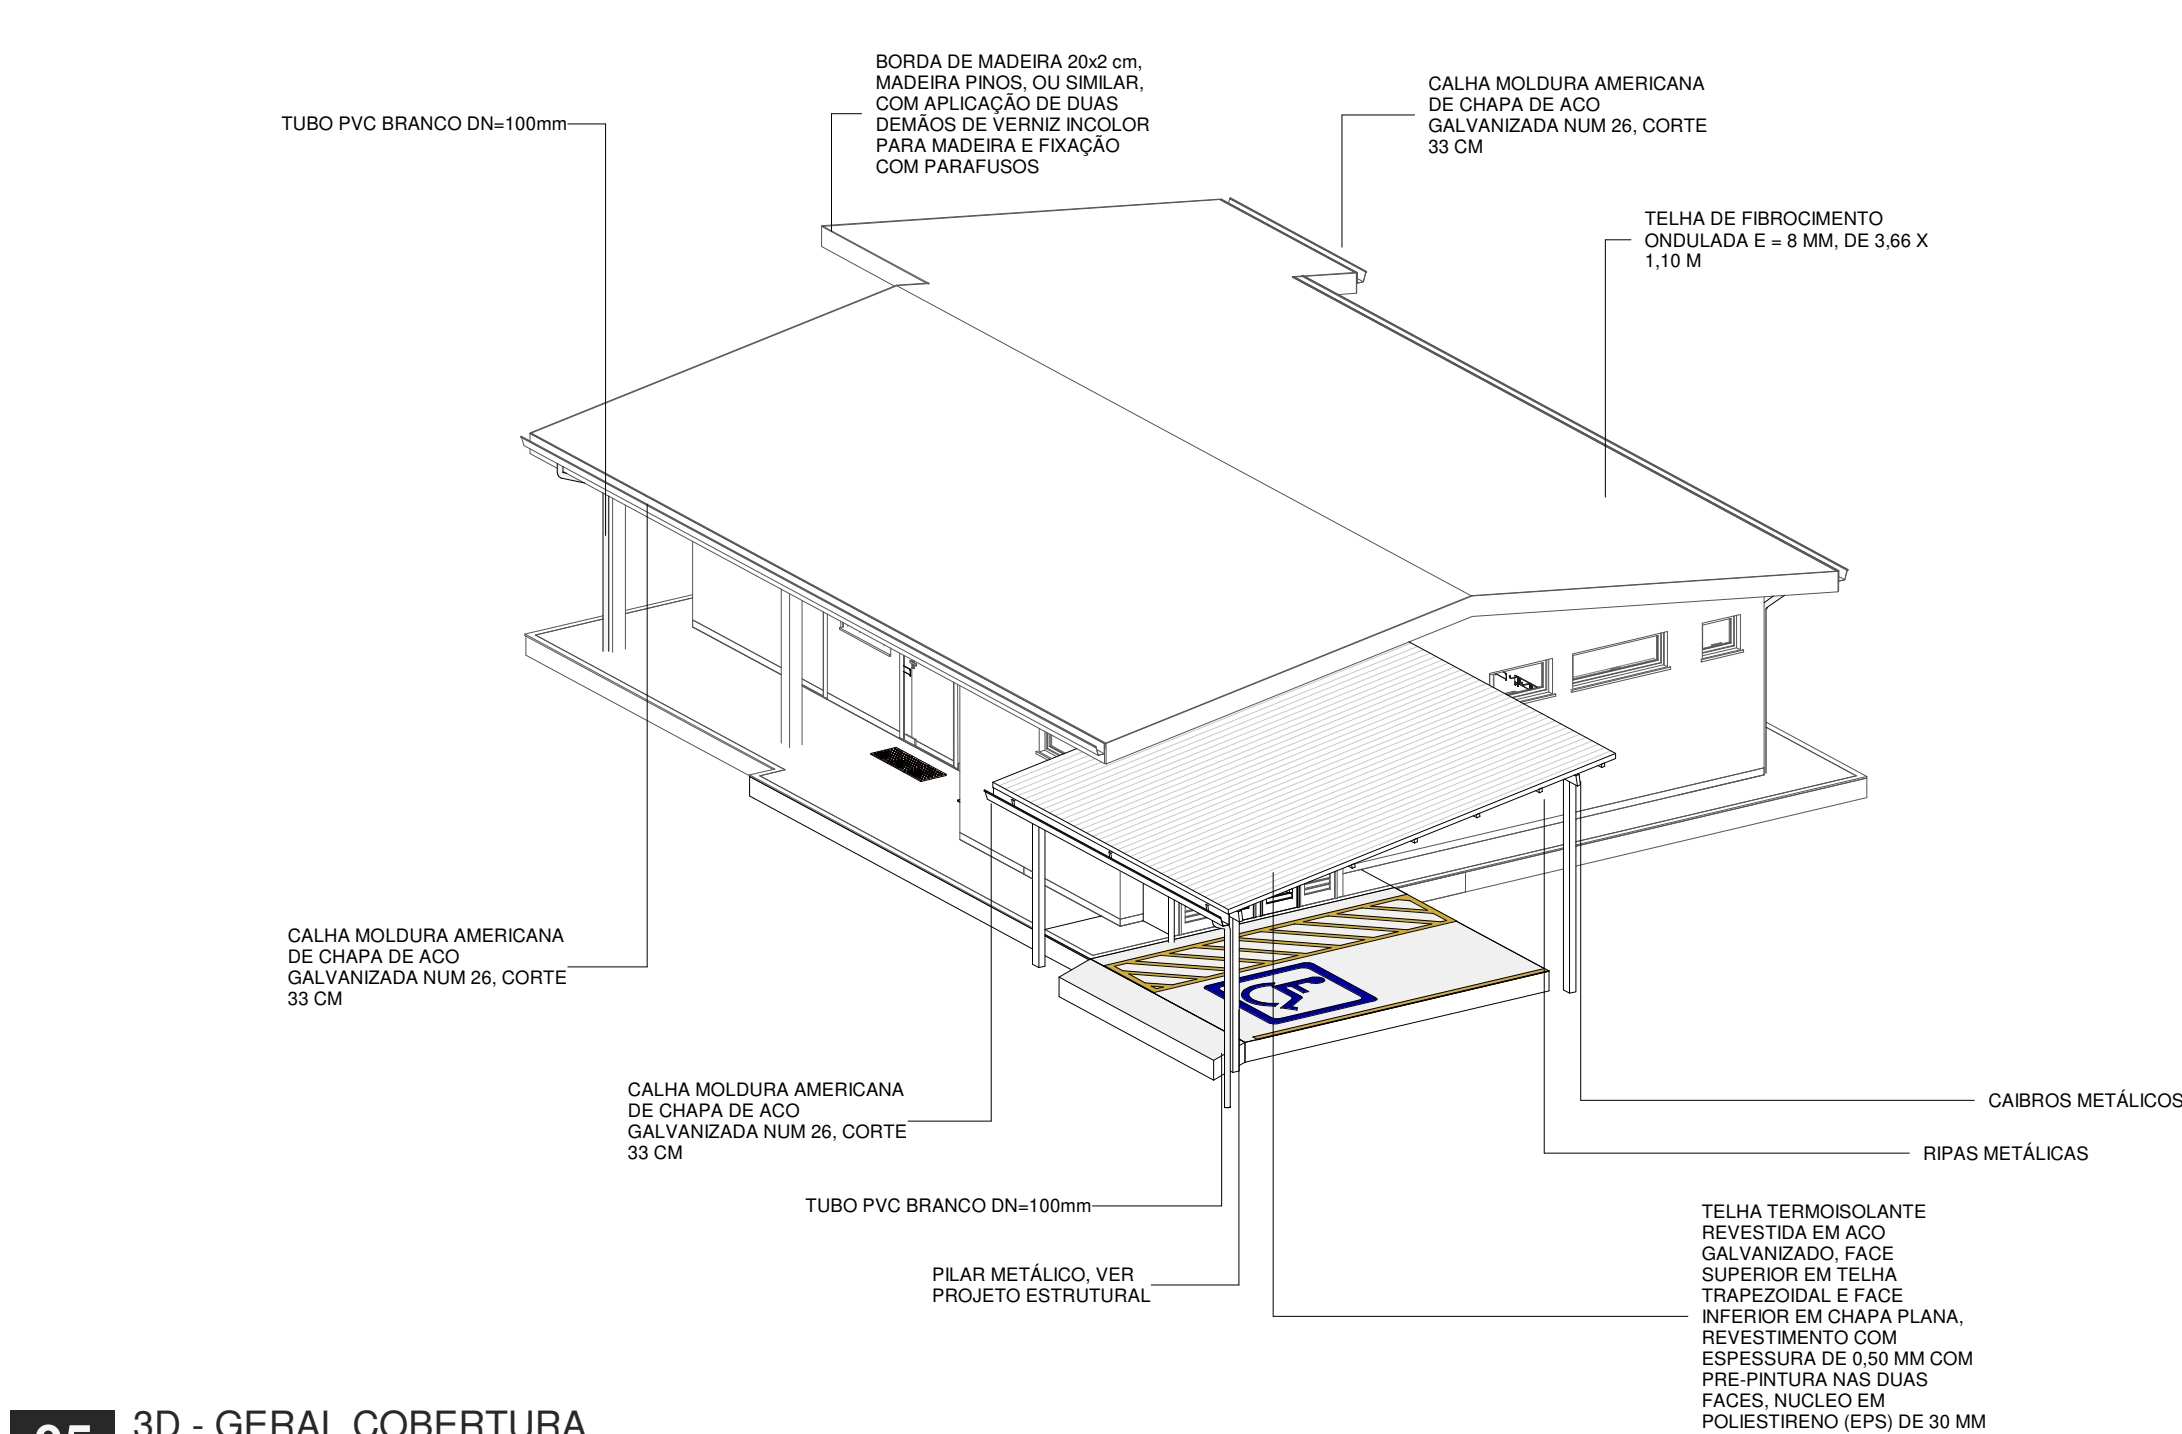 BORDA DE MADEIRA 20x2 cm,
MADEIRA PINOS, OU SIMILAR,
COM APLICAÇÃO DE DUAS
DEMÃOS DE VERNIZ INCOLOR
PARA MADEIRA E FIXAÇÃO
COM PARAFUSOS
CALHA MOLDURA AMERICANA
DE CHAPA DE ACO
GALVANIZADA NUM 26, CORTE
33 CM
TUBO PVC BRANCO DN=100mm
TELHA DE FIBROCIMENTO
ONDULADA E = 8 MM, DE 3,66 X
1,10 M
CALHA MOLDURA AMERICANA
DE CHAPA DE ACO
GALVANIZADA NUM 26, CORTE
33 CM
CALHA MOLDURA AMERICANA
DE CHAPA DE ACO
GALVANIZADA NUM 26, CORTE
33 CM
CAIBROS METÁLICOS
RIPAS METÁLICAS
TUBO PVC BRANCO DN=100mm
PILAR METÁLICO, VER
PROJETO ESTRUTURAL
TELHA TERMOISOLANTE
REVESTIDA EM ACO
GALVANIZADO, FACE
SUPERIOR EM TELHA
TRAPEZOIDAL E FACE
INFERIOR EM CHAPA PLANA,
REVESTIMENTO COM
ESPESSURA DE 0,50 MM COM
PRE-PINTURA NAS DUAS
FACES, NUCLEO EM
POLIESTIRENO (EPS) DE 30 MM
3D - GERAL COBERTURA